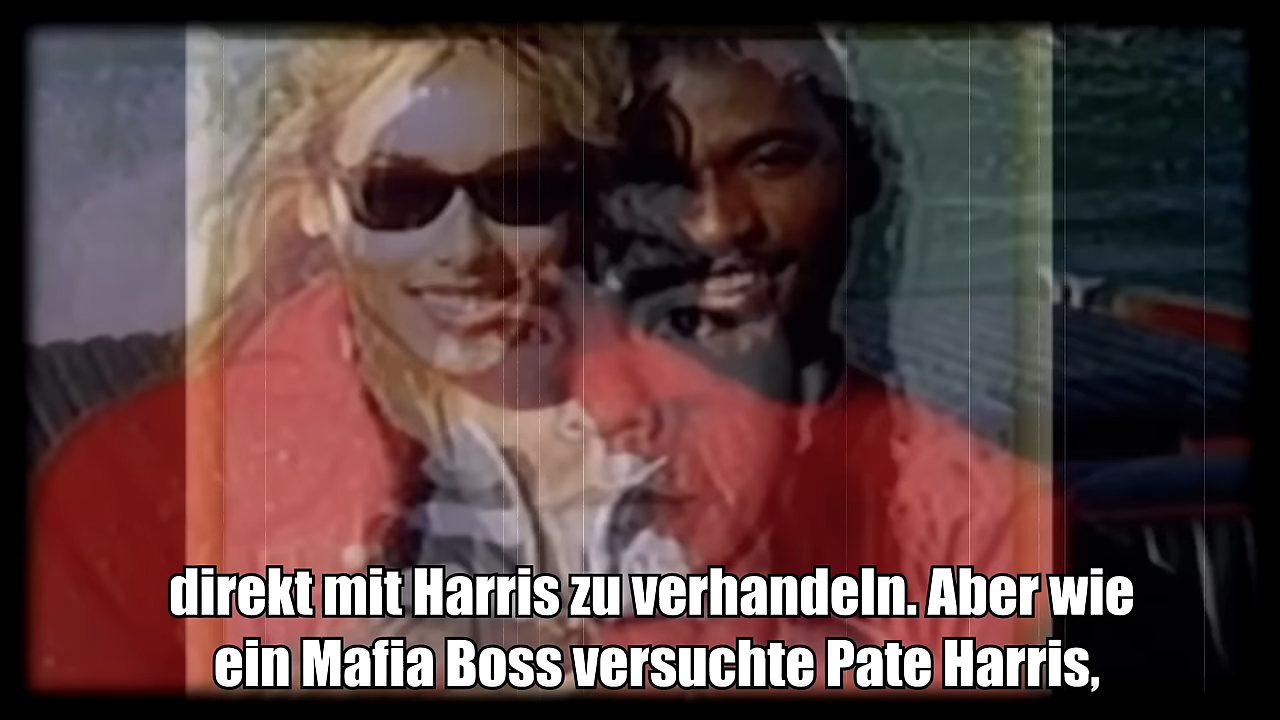 direkt mit Harris zu verhandeln. Aber wie
ein Mafia Boss versuchte Pate Harris,